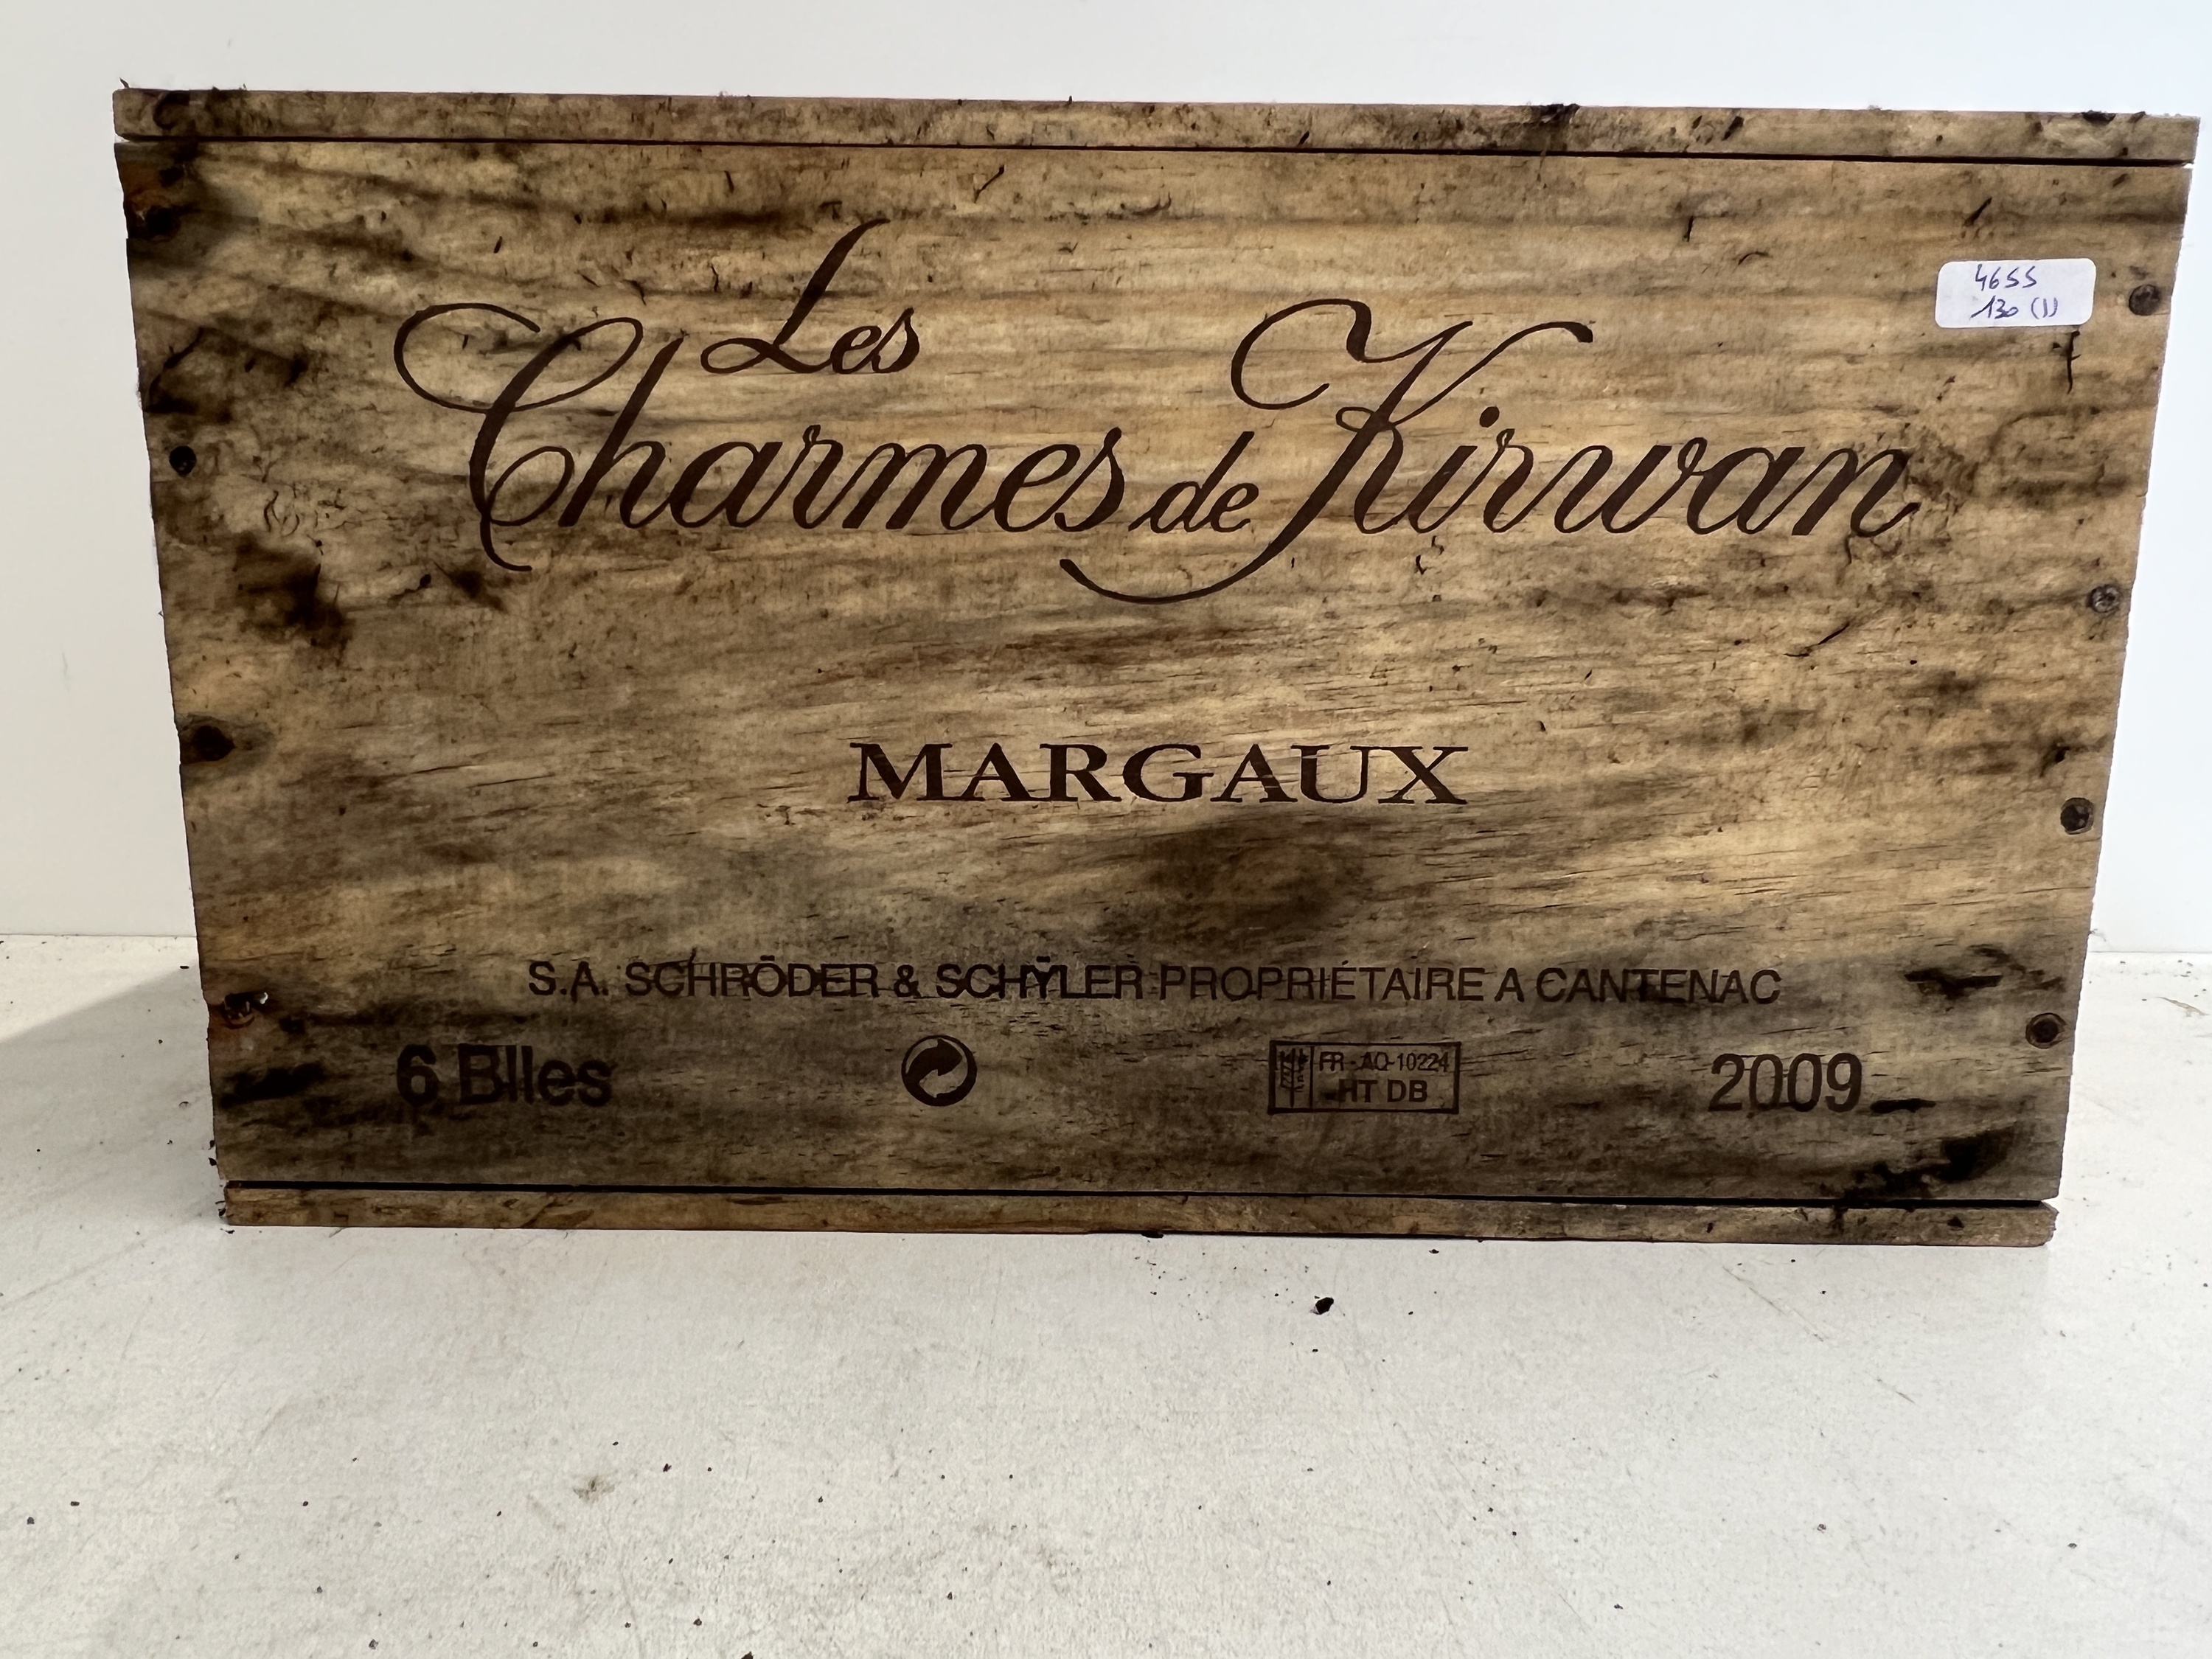 4655
130 (1)
Les
Charmes de Kirwan
MARGAUX
S.A. SCHRÖDER & SCHŸLER PROPRIÉTAIRE A CANTENAC
6 Blles
FR - AQ-10224
HT DB
2009